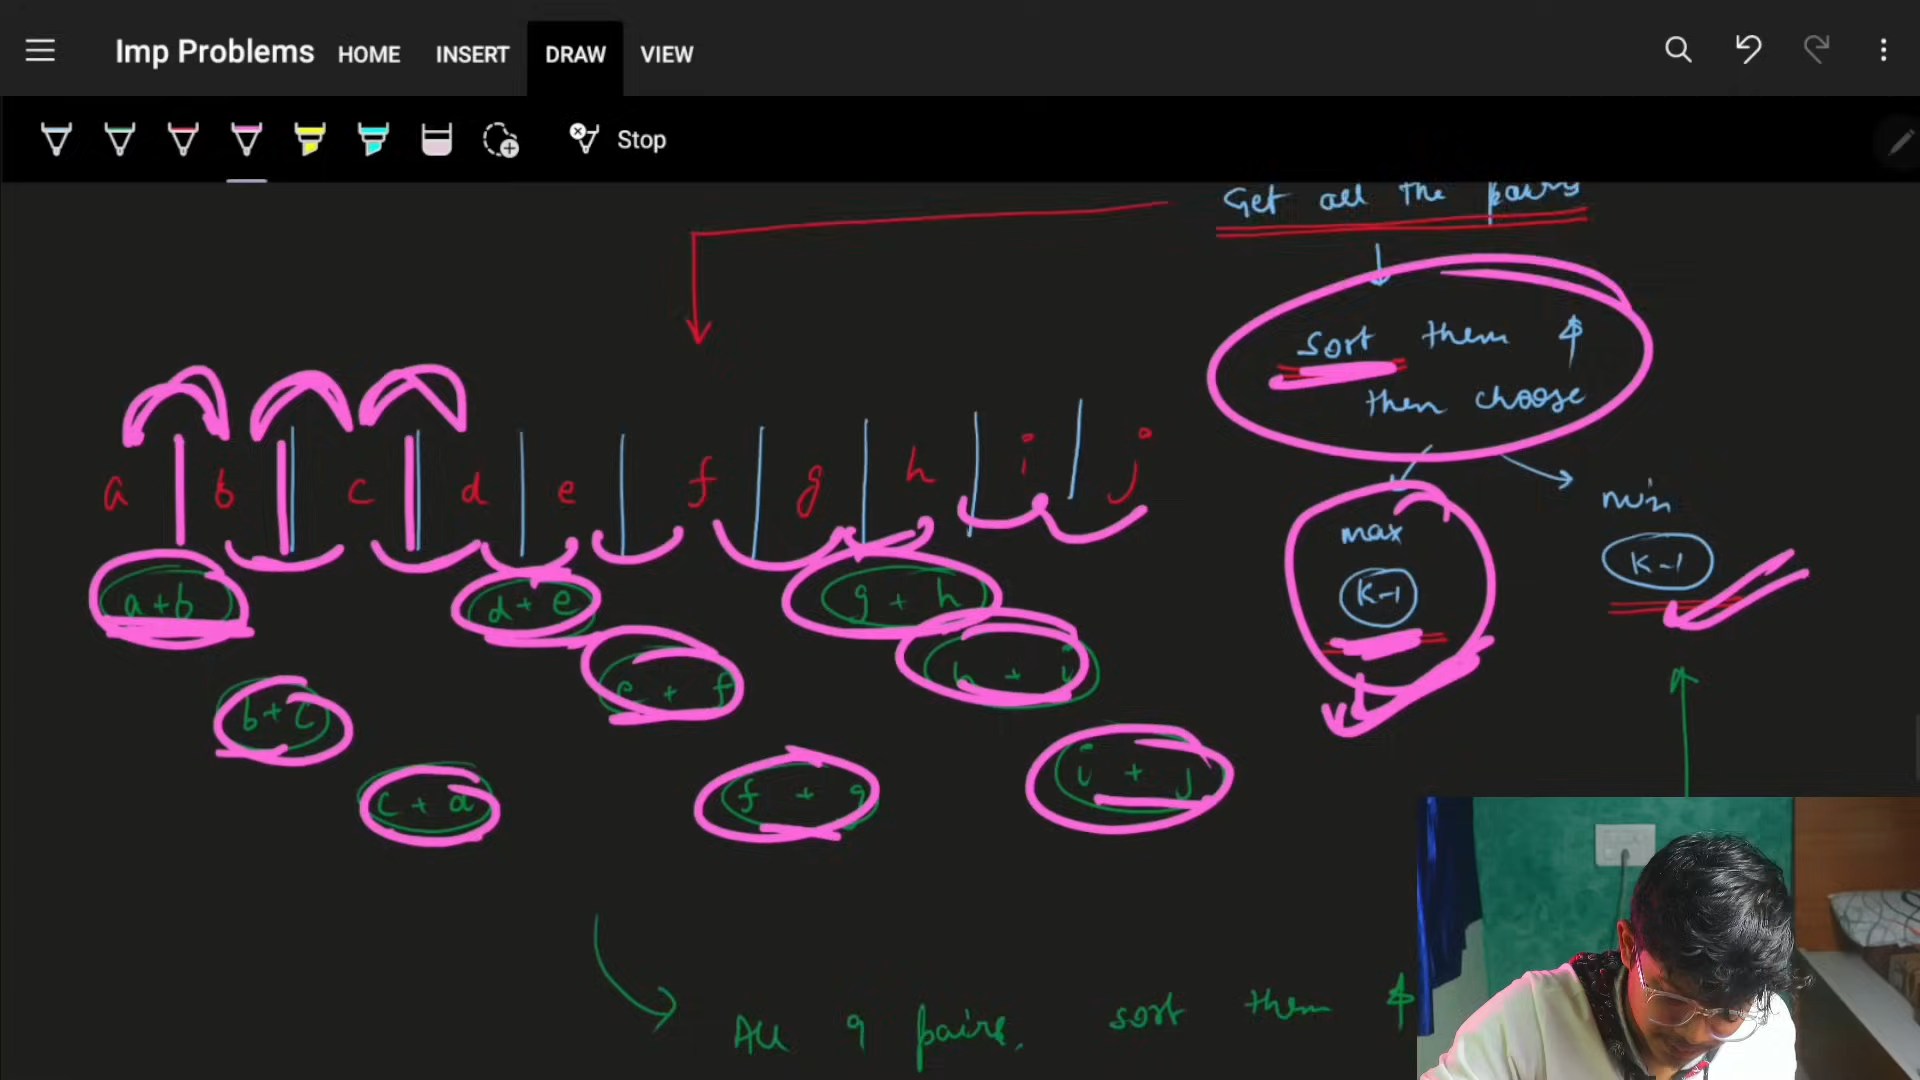 Imp Problems HOME INSERT DRAW VIEW
Stop
Get all the pairs
Sort them &
then choose
max
K-1
min
K-1
a b c d e f g h i j
a+b
d+e
g + h
e + f
h + i
b+c
c + d
f + g
i + j
All 9 pairs, sort them &